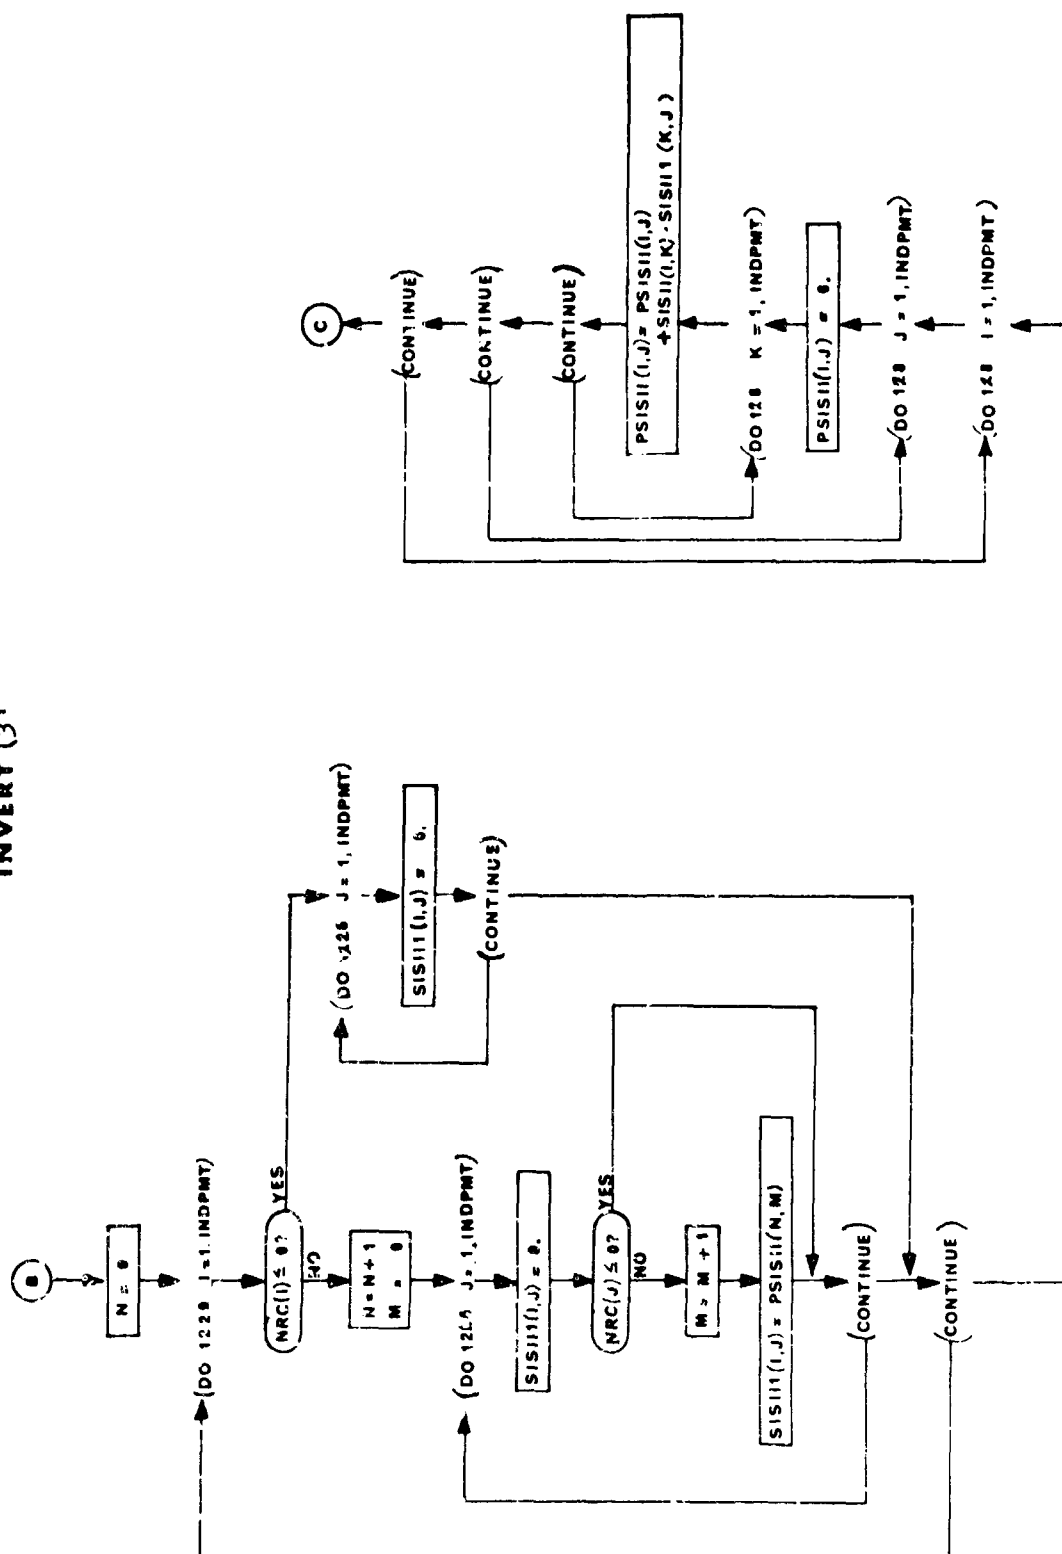 INVERT (3
B
N = 0
(DO 1229 I = 1, INDPMT)
NRC(I) ≤ 0?
YES
NO
N = N + 1
M = 0
(DO J = 1, INDPMT)
SISII1(I,J) = 0.
NRC(J) ≤ 0?
YES
NO
M = M + 1
SISII1(I,J) = PSISII(N,M)
(CONTINUE)
(CONTINUE)
(DO 1226 J = 1, INDPMT)
SISII1(I,J) = 0.
(CONTINUE)
(DO 128 I = 1, INDPMT)
(DO 128 J = 1, INDPMT)
PSISII(I,J) = 0.
(DO 128 K = 1, INDPMT)
PSISII(I,J) = PSISII(I,J)
+SISII(I,K)·SISII1(K,J)
(CONTINUE)
(CONTINUE)
(CONTINUE)
C